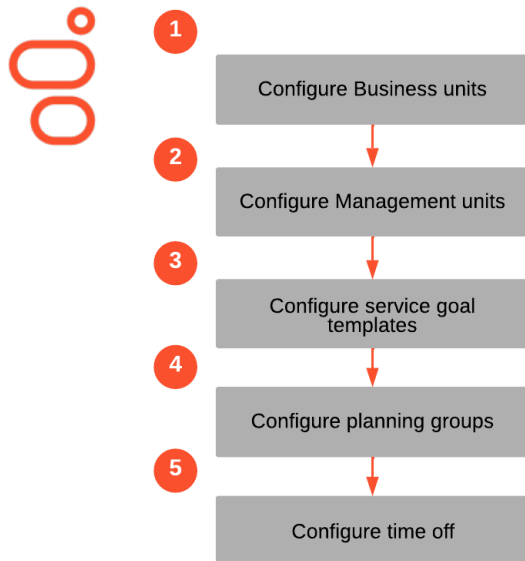 1
Configure Business units
2
Configure Management units
3
Configure service goal
templates
4
Configure planning groups
5
Configure time off